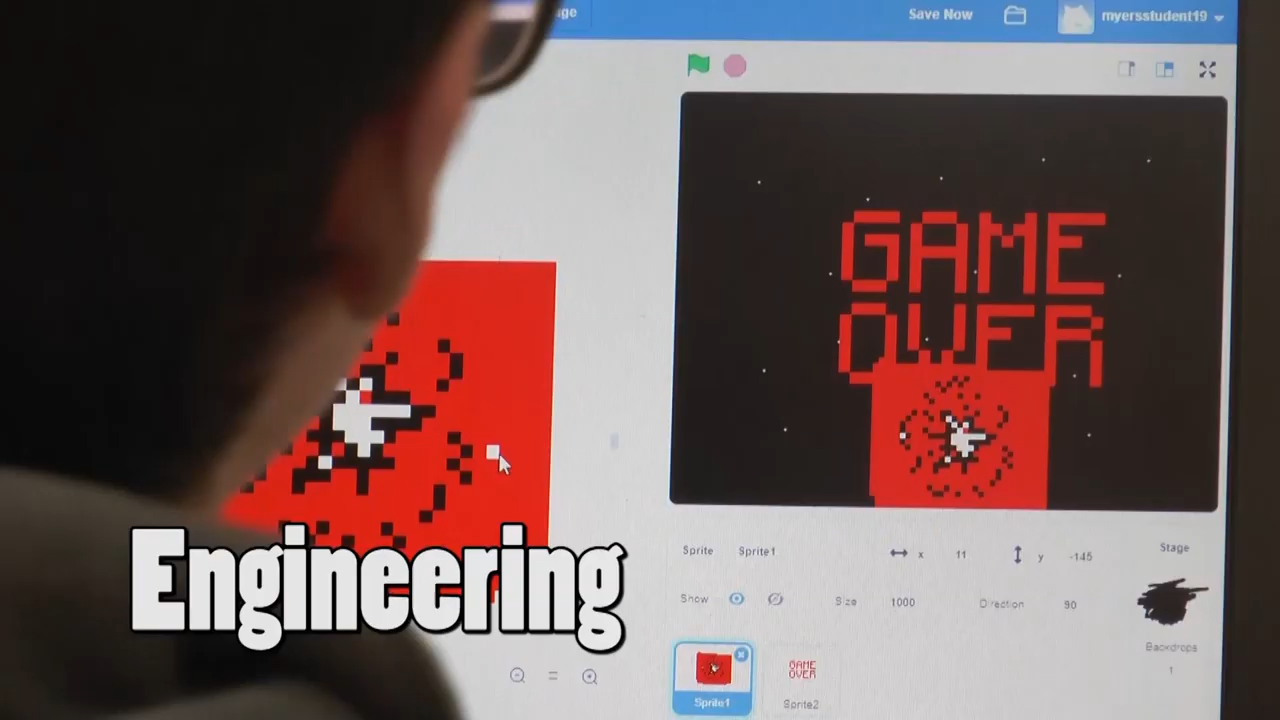 Save Now
myersstudent19
GAME
OVER
Engineering
Sprite Sprite1 x 11 y -145
Show Size 1000 Direction 90
Stage
Backdrops
1
Sprite1
GAME
OVER
Sprite2